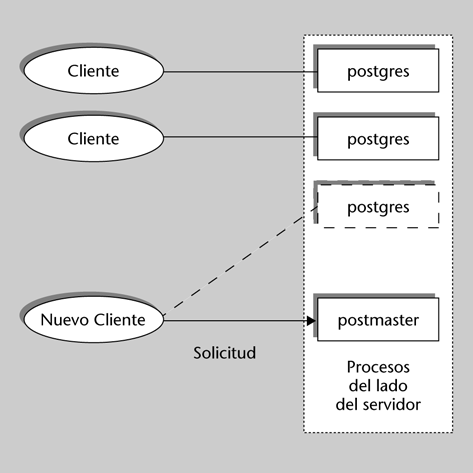 Cliente
postgres
Cliente
postgres
postgres
Nuevo Cliente
postmaster
Solicitud
Procesos
del lado
del servidor